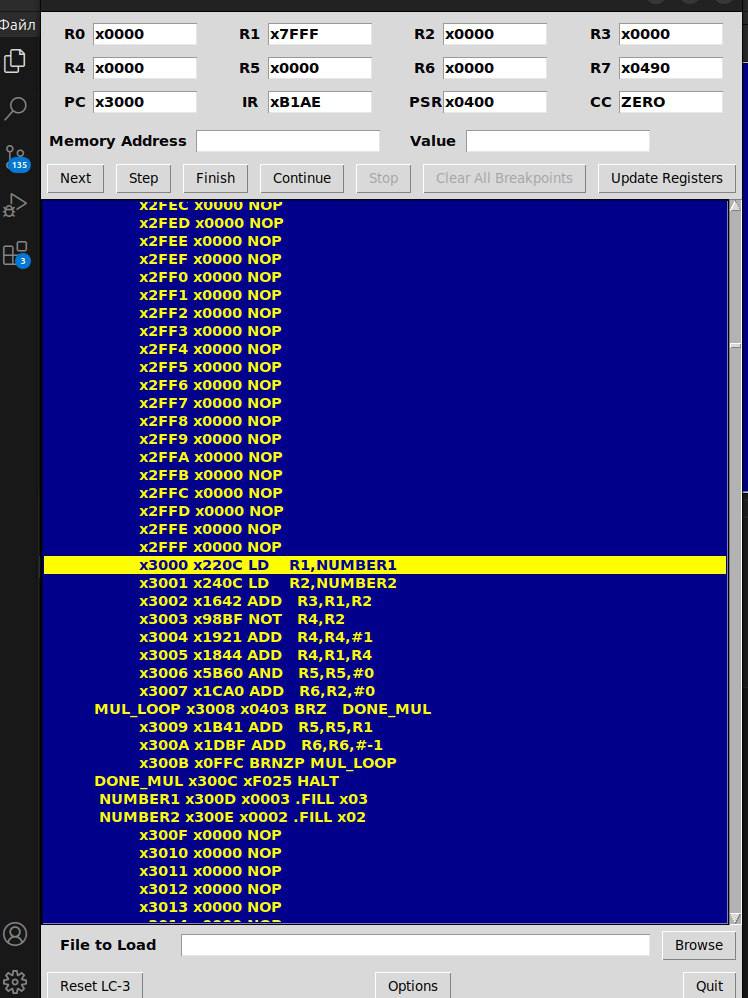 Файл
R0 x0000 R1 x7FFF R2 x0000 R3 x0000
R4 x0000 R5 x0000 R6 x0000 R7 x0490
PC x3000 IR xB1AE PSR x0400 CC ZERO
Memory Address Value
135
Next Step Finish Continue Stop Clear All Breakpoints Update Registers
x2FEC x0000 NOP
x2FED x0000 NOP
x2FEE x0000 NOP
3
x2FEF x0000 NOP
x2FF0 x0000 NOP
x2FF1 x0000 NOP
x2FF2 x0000 NOP
x2FF3 x0000 NOP
x2FF4 x0000 NOP
x2FF5 x0000 NOP
x2FF6 x0000 NOP
x2FF7 x0000 NOP
x2FF8 x0000 NOP
x2FF9 x0000 NOP
x2FFA x0000 NOP
x2FFB x0000 NOP
x2FFC x0000 NOP
x2FFD x0000 NOP
x2FFE x0000 NOP
x2FFF x0000 NOP
x3000 x220C LD R1,NUMBER1
x3001 x240C LD R2,NUMBER2
x3002 x1642 ADD R3,R1,R2
x3003 x98BF NOT R4,R2
x3004 x1921 ADD R4,R4,#1
x3005 x1844 ADD R4,R1,R4
x3006 x5B60 AND R5,R5,#0
x3007 x1CA0 ADD R6,R2,#0
MUL_LOOP x3008 x0403 BRZ DONE_MUL
x3009 x1B41 ADD R5,R5,R1
x300A x1DBF ADD R6,R6,#-1
x300B x0FFC BRNZP MUL_LOOP
DONE_MUL x300C xF025 HALT
NUMBER1 x300D x0003 .FILL x03
NUMBER2 x300E x0002 .FILL x02
x300F x0000 NOP
x3010 x0000 NOP
x3011 x0000 NOP
x3012 x0000 NOP
x3013 x0000 NOP
x3014 x0000 NOP
File to Load Browse
Reset LC-3 Options Quit